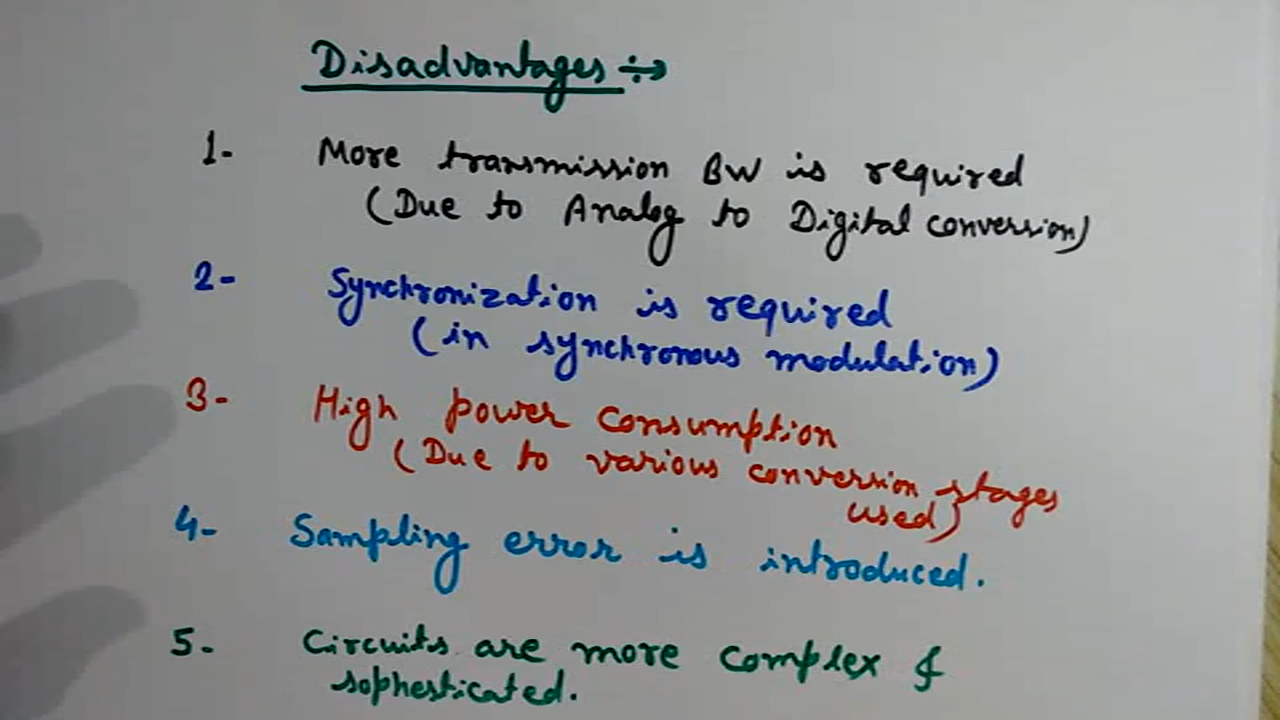 Disadvantages ÷→
1- More transmission BW is required
(Due to Analog to Digital conversion)
2- Synchronization is required
(in synchronous modulation)
3- High power consumption
(Due to various conversion stages
used)
4- Sampling error is introduced.
5- Circuits are more complex &
sophesticated.